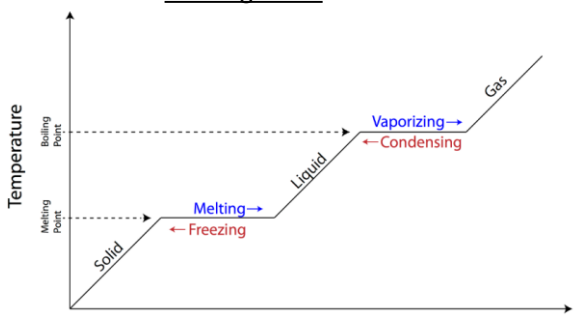 Temperature
Boiling
Point
Melting
Point
Vaporizing→
←Condensing
Melting→
←Freezing
Solid
Liquid
Gas